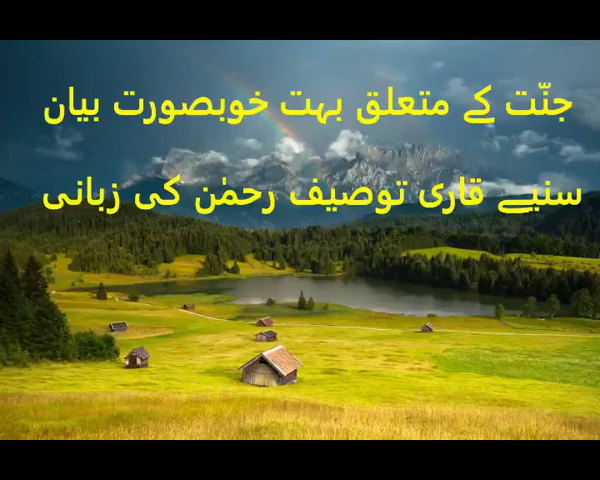 جنّت کے متعلق بہت خوبصورت بیان
سنیے قاری توصیف رحمٰن کی زبانی